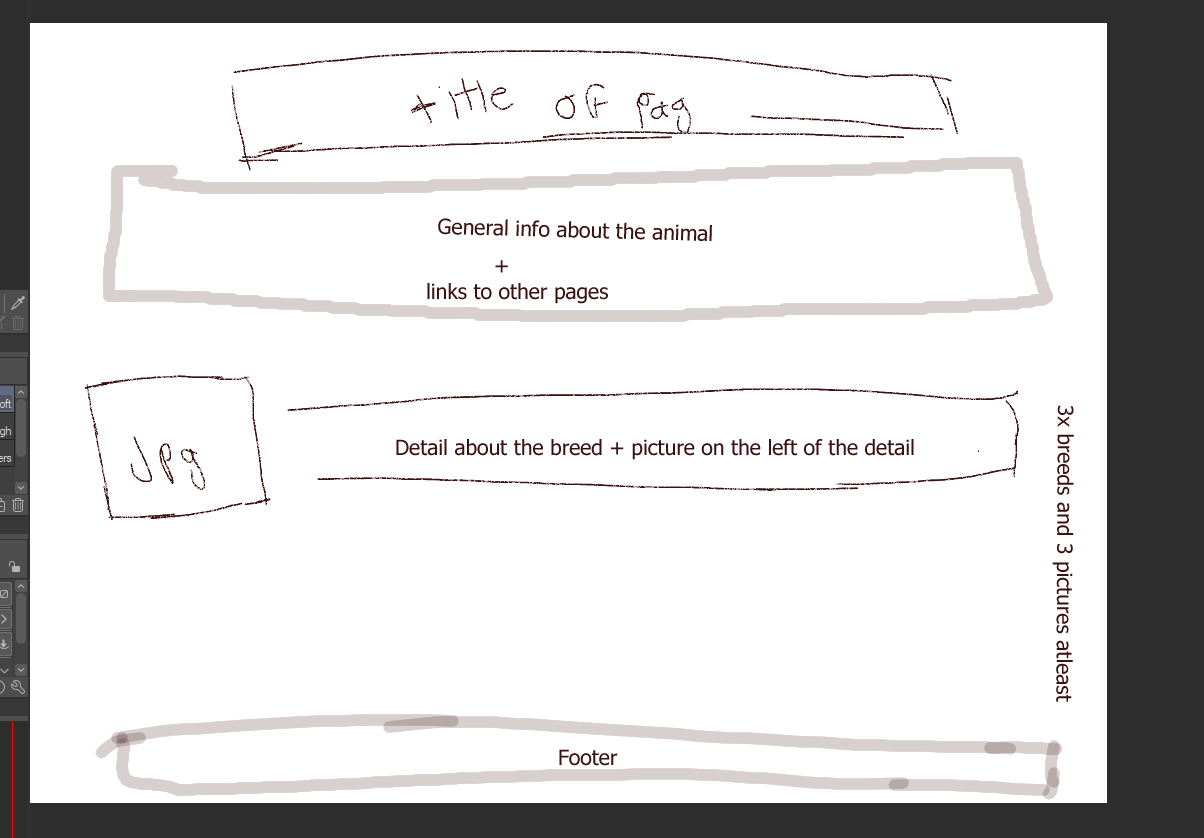 title of pag
General info about the animal
+
links to other pages
Jpg
Detail about the breed + picture on the left of the detail
3x breeds and 3 pictures atleast
Footer
oft
gh
ers